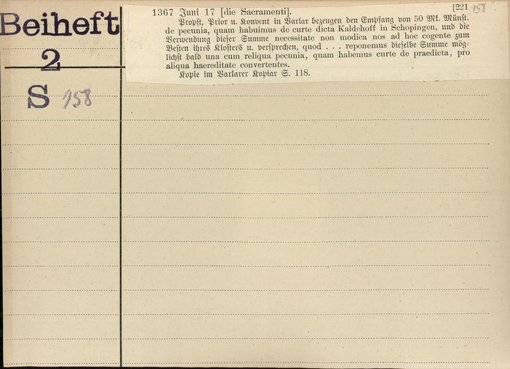 Beiheft
2
S 158
[221 158
1367 Juni 17 [die Sacramenti].
Propst, Prior u. Konvent in Varlar bezeugen den Empfang von 50 Mk. Münst.
de pecunia, quam habuimus de curte dicta Kaldehoff in Schopingen, und die
Verwendung dieser Summe necessitate non modica nos ad hoc cogente zum
Besten ihres Klosters u. versprechen, quod . . . reponemus dieselbe Summe mög-
lichst bald una cum reliqua pecunia, quam habemus curte de praedicta, pro
aliqua haereditate convertentes.
Kopie im Varlarer Kopiar S. 118.